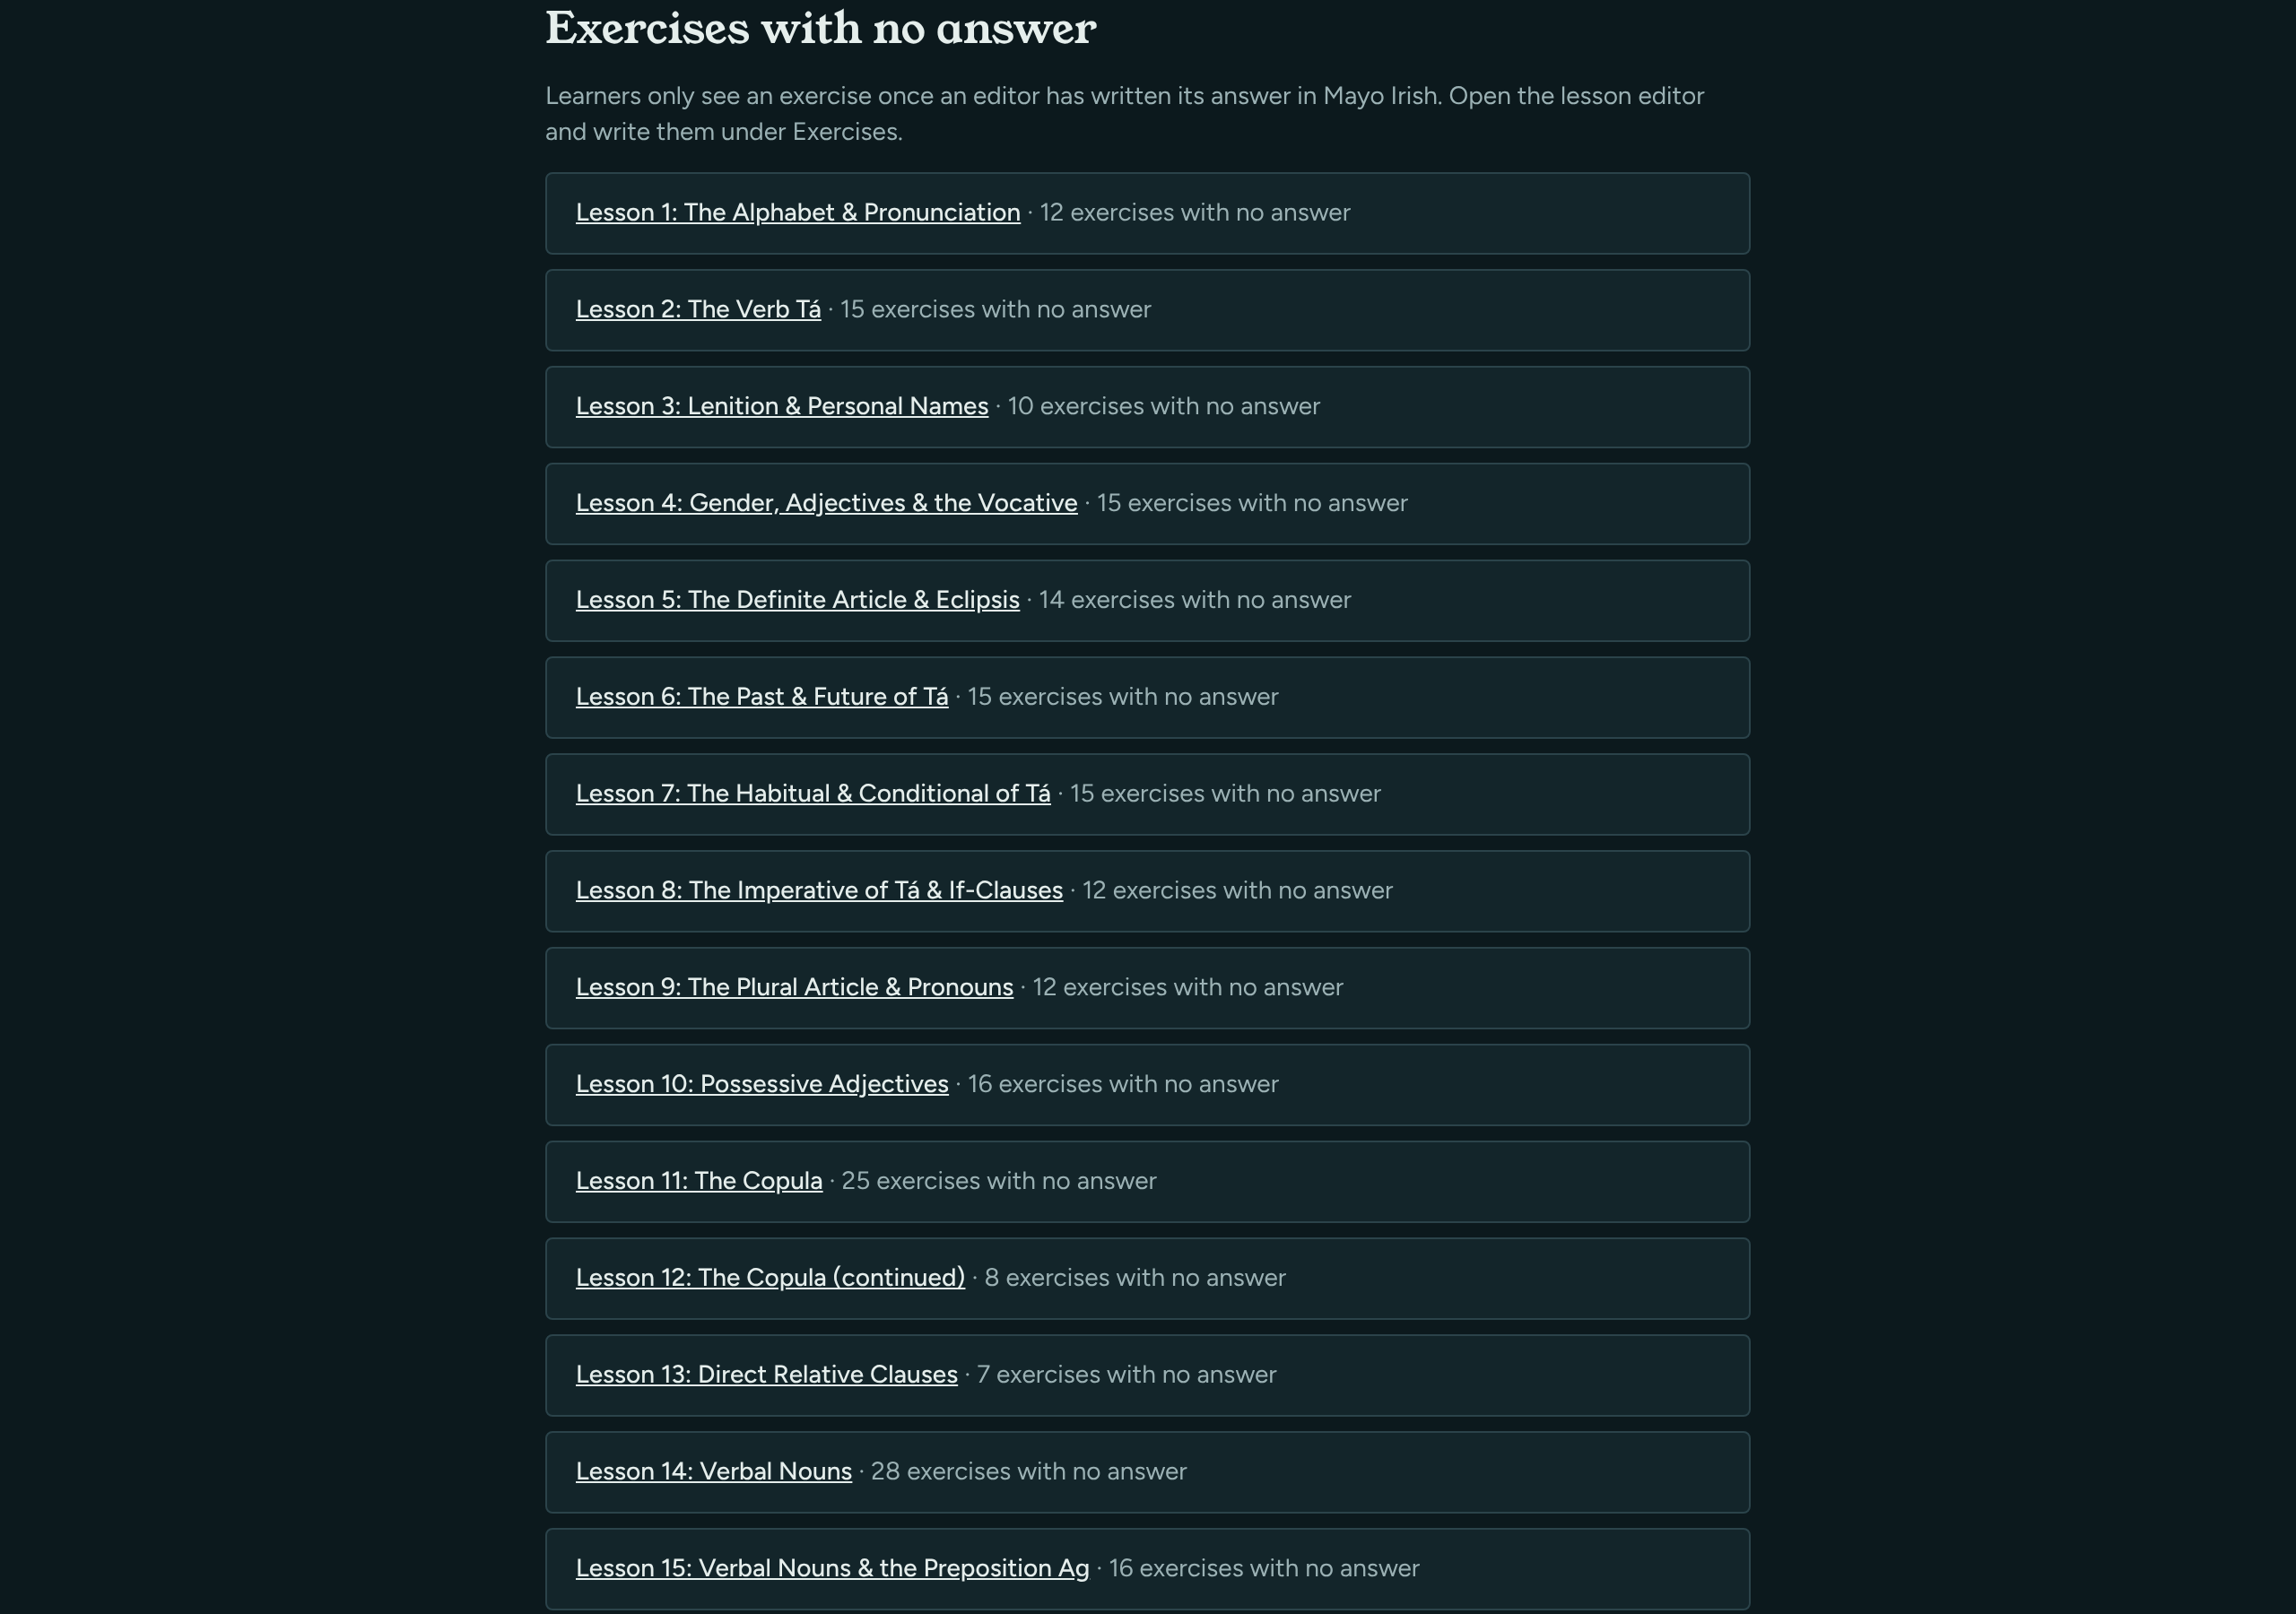 Exercises with no answer
Learners only see an exercise once an editor has written its answer in Mayo Irish. Open the lesson editor
and write them under Exercises.
Lesson 1: The Alphabet & Pronunciation · 12 exercises with no answer
Lesson 2: The Verb Tá · 15 exercises with no answer
Lesson 3: Lenition & Personal Names · 10 exercises with no answer
Lesson 4: Gender, Adjectives & the Vocative · 15 exercises with no answer
Lesson 5: The Definite Article & Eclipsis · 14 exercises with no answer
Lesson 6: The Past & Future of Tá · 15 exercises with no answer
Lesson 7: The Habitual & Conditional of Tá · 15 exercises with no answer
Lesson 8: The Imperative of Tá & If-Clauses · 12 exercises with no answer
Lesson 9: The Plural Article & Pronouns · 12 exercises with no answer
Lesson 10: Possessive Adjectives · 16 exercises with no answer
Lesson 11: The Copula · 25 exercises with no answer
Lesson 12: The Copula (continued) · 8 exercises with no answer
Lesson 13: Direct Relative Clauses · 7 exercises with no answer
Lesson 14: Verbal Nouns · 28 exercises with no answer
Lesson 15: Verbal Nouns & the Preposition Ag · 16 exercises with no answer